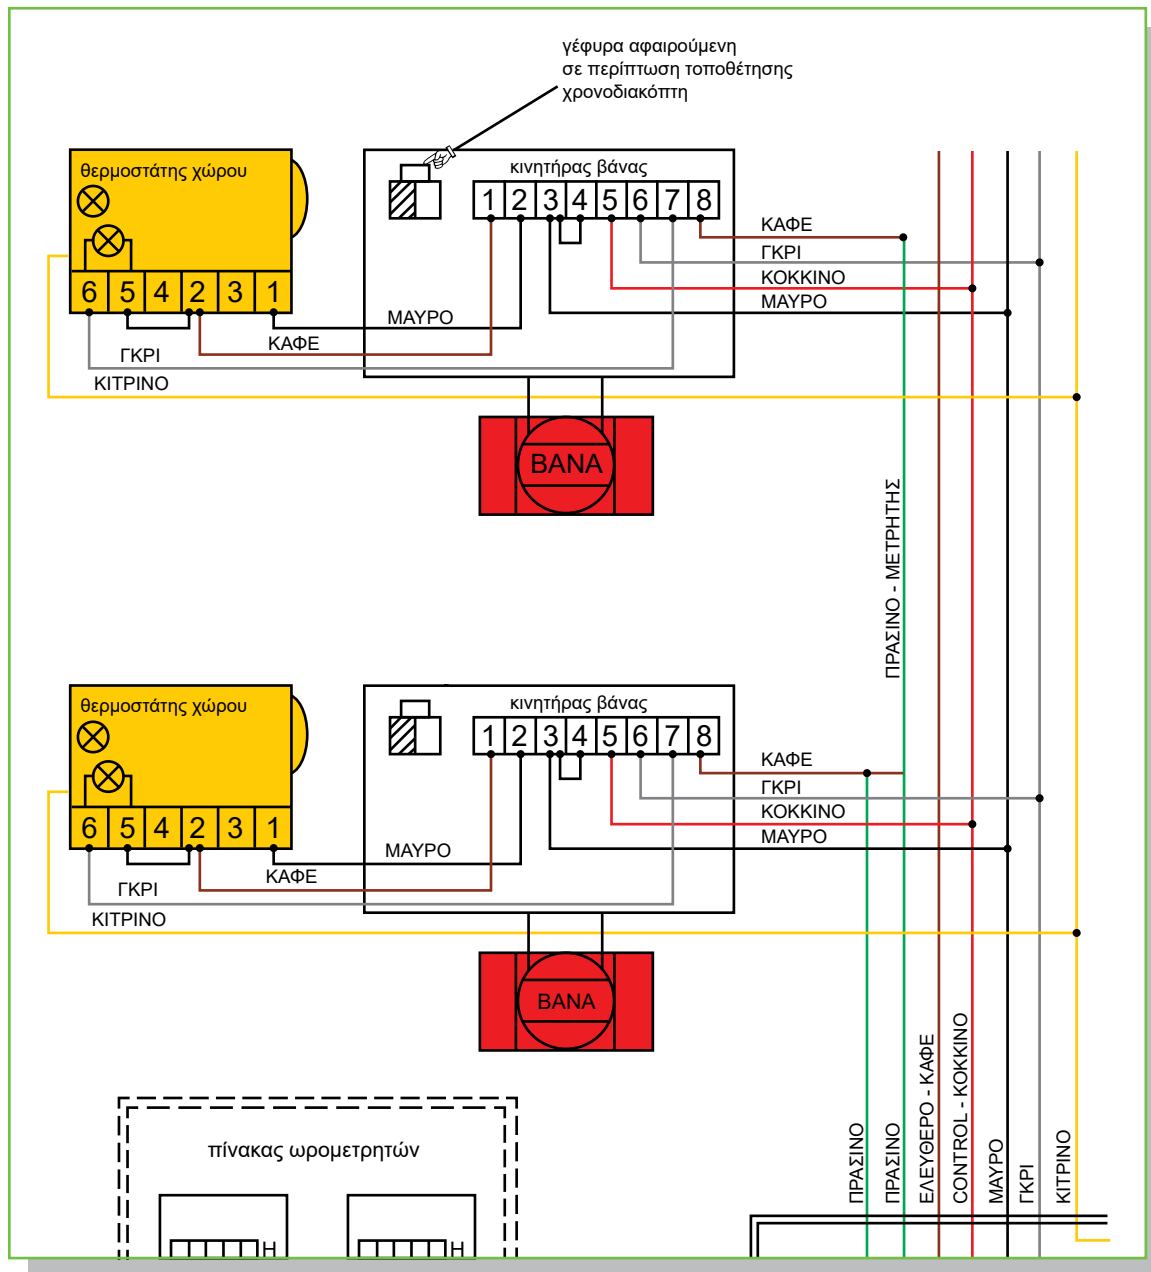 γέφυρα αφαιρούμενη
σε περίπτωση τοποθέτησης
χρονοδιακόπτη
θερμοστάτης χώρου
6 5 4 2 3 1
κινητήρας βάνας
1 2 3 4 5 6 7 8
ΚΑΦΕ
ΓΚΡΙ
ΚΟΚΚΙΝΟ
ΜΑΥΡΟ
ΜΑΥΡΟ
ΚΑΦΕ
ΓΚΡΙ
ΚΙΤΡΙΝΟ
ΒΑΝΑ
ΠΡΑΣΙΝΟ - ΜΕΤΡΗΤΗΣ
θερμοστάτης χώρου
6 5 4 2 3 1
κινητήρας βάνας
1 2 3 4 5 6 7 8
ΚΑΦΕ
ΓΚΡΙ
ΚΟΚΚΙΝΟ
ΜΑΥΡΟ
ΜΑΥΡΟ
ΚΑΦΕ
ΓΚΡΙ
ΚΙΤΡΙΝΟ
ΒΑΝΑ
ΠΡΑΣΙΝΟ
ΠΡΑΣΙΝΟ
ΕΛΕΥΘΕΡΟ - ΚΑΦΕ
CONTROL - ΚΟΚΚΙΝΟ
ΜΑΥΡΟ
ΓΚΡΙ
ΚΙΤΡΙΝΟ
πίνακας ωρομετρητών
H
H